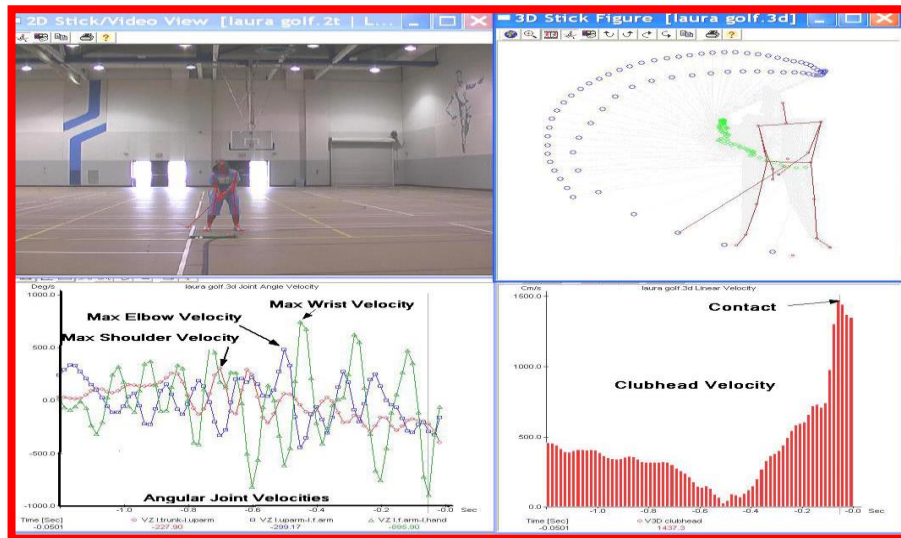 2D Stick/Video View [laura golf.2t | L...
3D Stick Figure [laura golf.3d]
Deg/s
laura golf.3d Joint Angle Velocity
1000.0
Max Wrist Velocity
Max Elbow Velocity
Max Shoulder Velocity
500.0
0.0
-500.0
-1000.0
Angular Joint Velocities
-1.0 -0.8 -0.6 -0.4 -0.2 -0.0 Sec
Time [Sec] VZ l.trunk-l.uparm VZ l.uparm-l.f.arm VZ l.f.arm-l.hand
-0.0501 -227.90 -299.17 -895.90
Cm/s
laura golf.3d Linear Velocity
1500.0
Contact
Clubhead Velocity
500.0
0.0
-1.0 -0.8 -0.6 -0.4 -0.2 -0.0 Sec
Time [Sec] V3D clubhead
-0.0501 1437.3